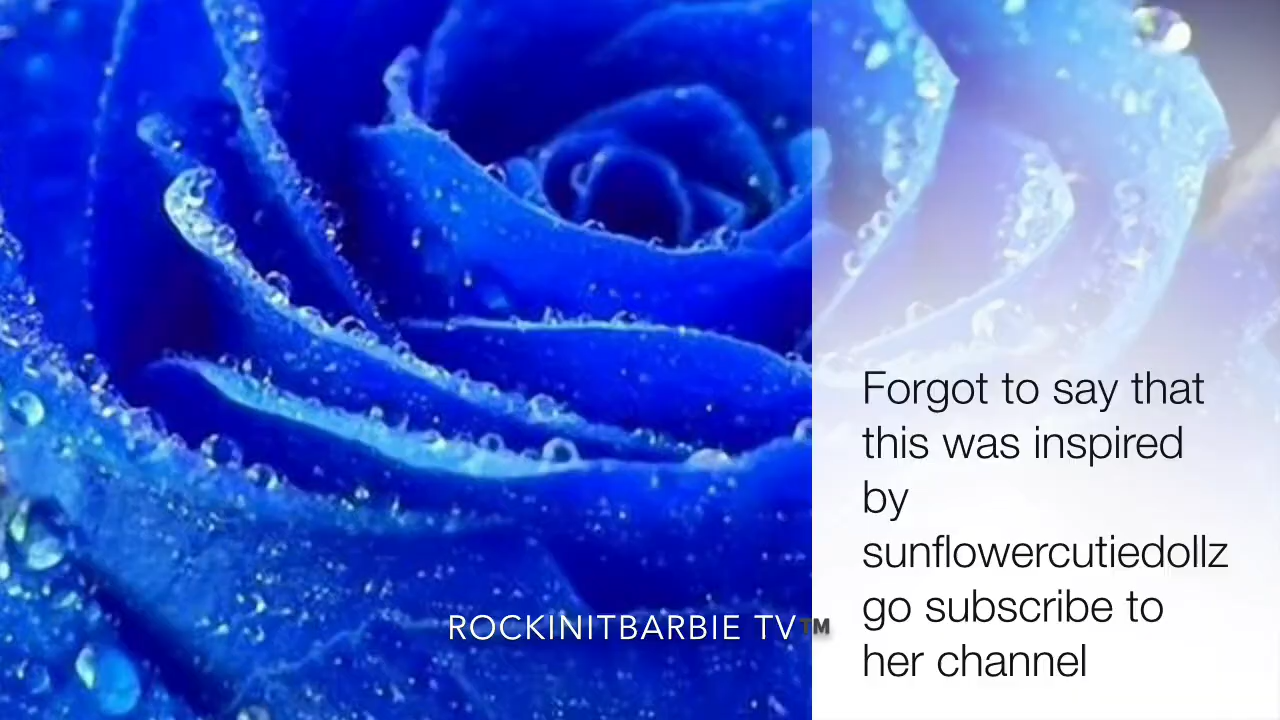 Forgot to say that
this was inspired
by
sunflowercutiedollz
go subscribe to
her channel
ROCKINITBARBIE TV™